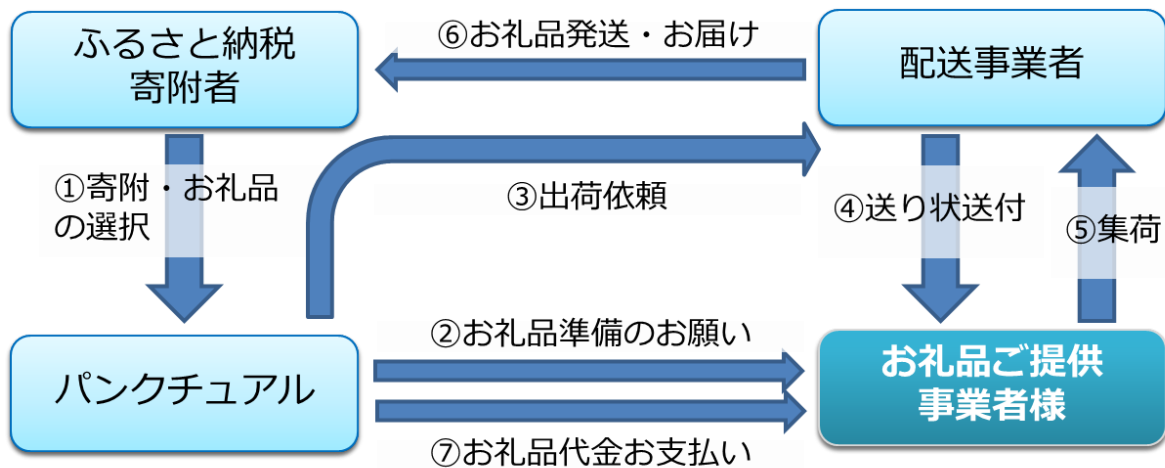 ふるさと納税
寄附者
⑥お礼品発送・お届け
配送事業者
①寄附・お礼品
の選択
③出荷依頼
④送り状送付
⑤集荷
②お礼品準備のお願い
パンクチュアル
お礼品ご提供
事業者様
⑦お礼品代金お支払い